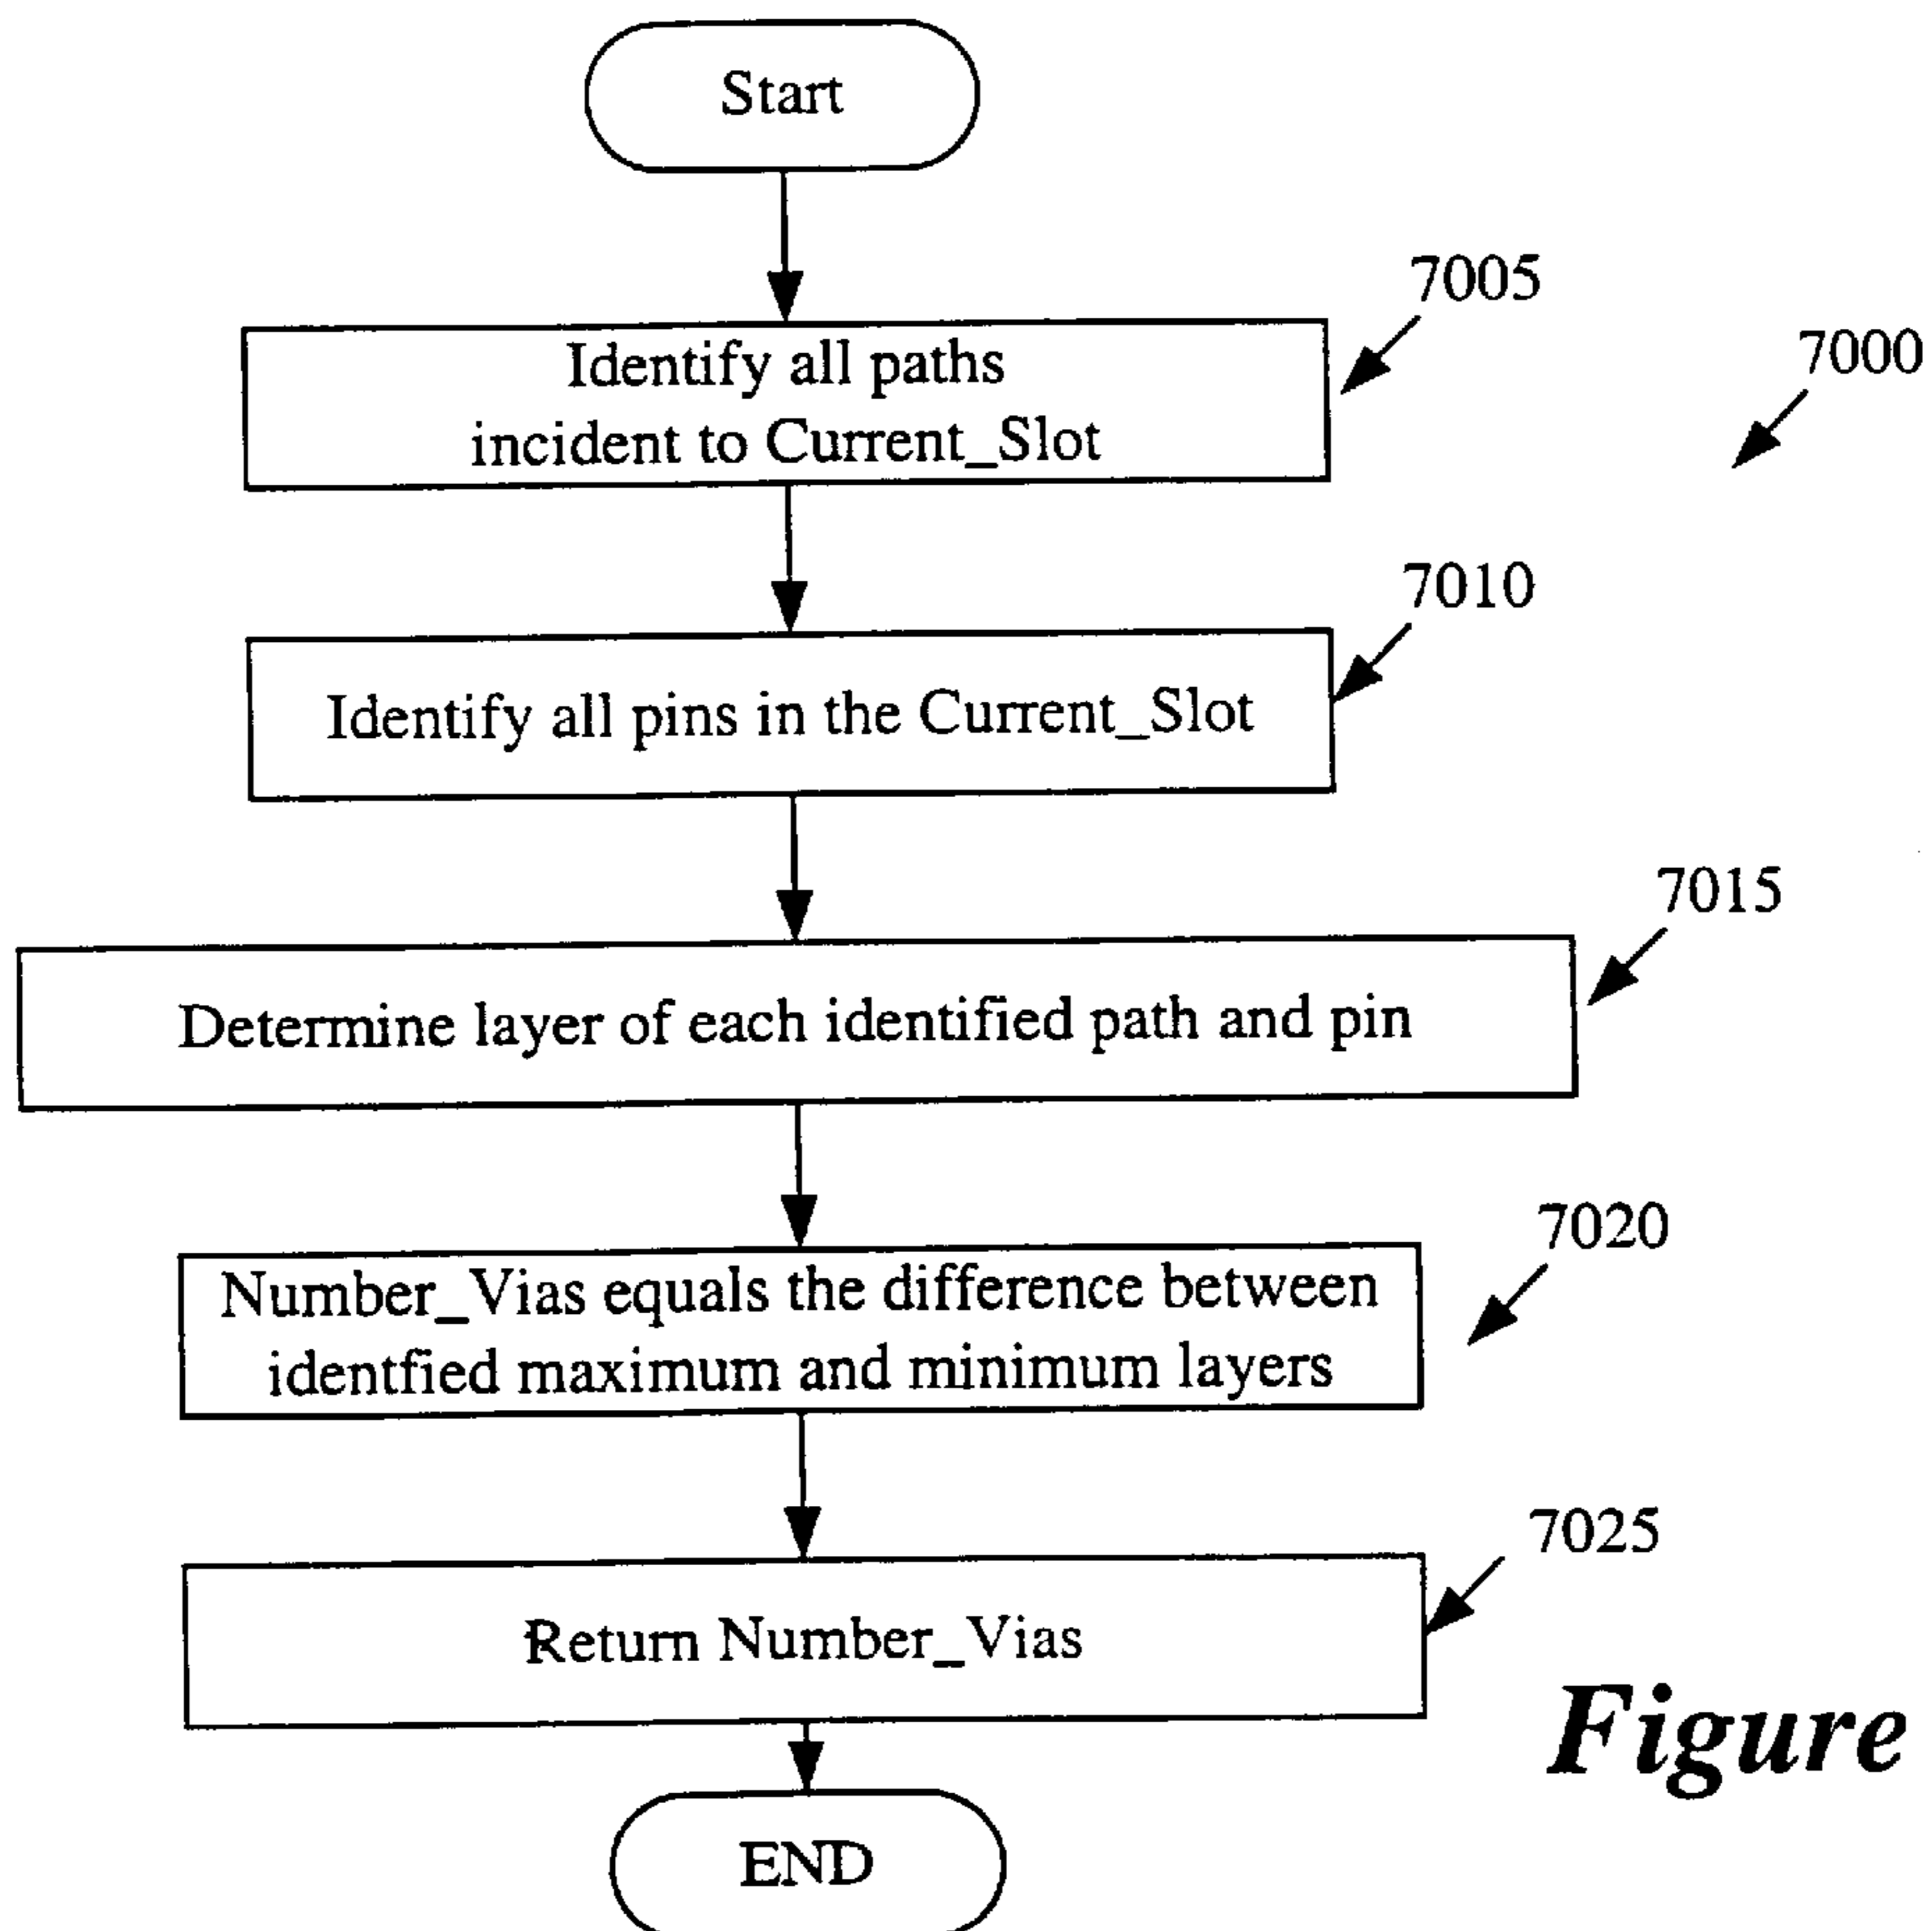 Start
7005
7000
Identify all paths
incident to Current_Slot
7010
Identify all pins in the Current_Slot
7015
Determine layer of each identified path and pin
7020
Number_Vias equals the difference between
identfied maximum and minimum layers
7025
Return Number_Vias
Figure
END